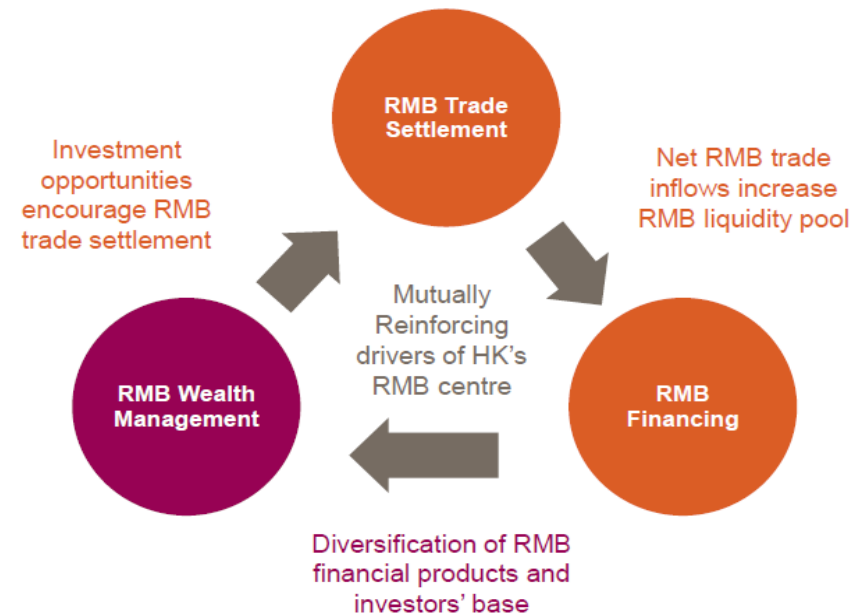 RMB Trade
Settlement
Investment
opportunities
encourage RMB
trade settlement
Net RMB trade
inflows increase
RMB liquidity pool
Mutually
Reinforcing
drivers of HK's
RMB centre
RMB Wealth
Management
RMB
Financing
Diversification of RMB
financial products and
investors' base